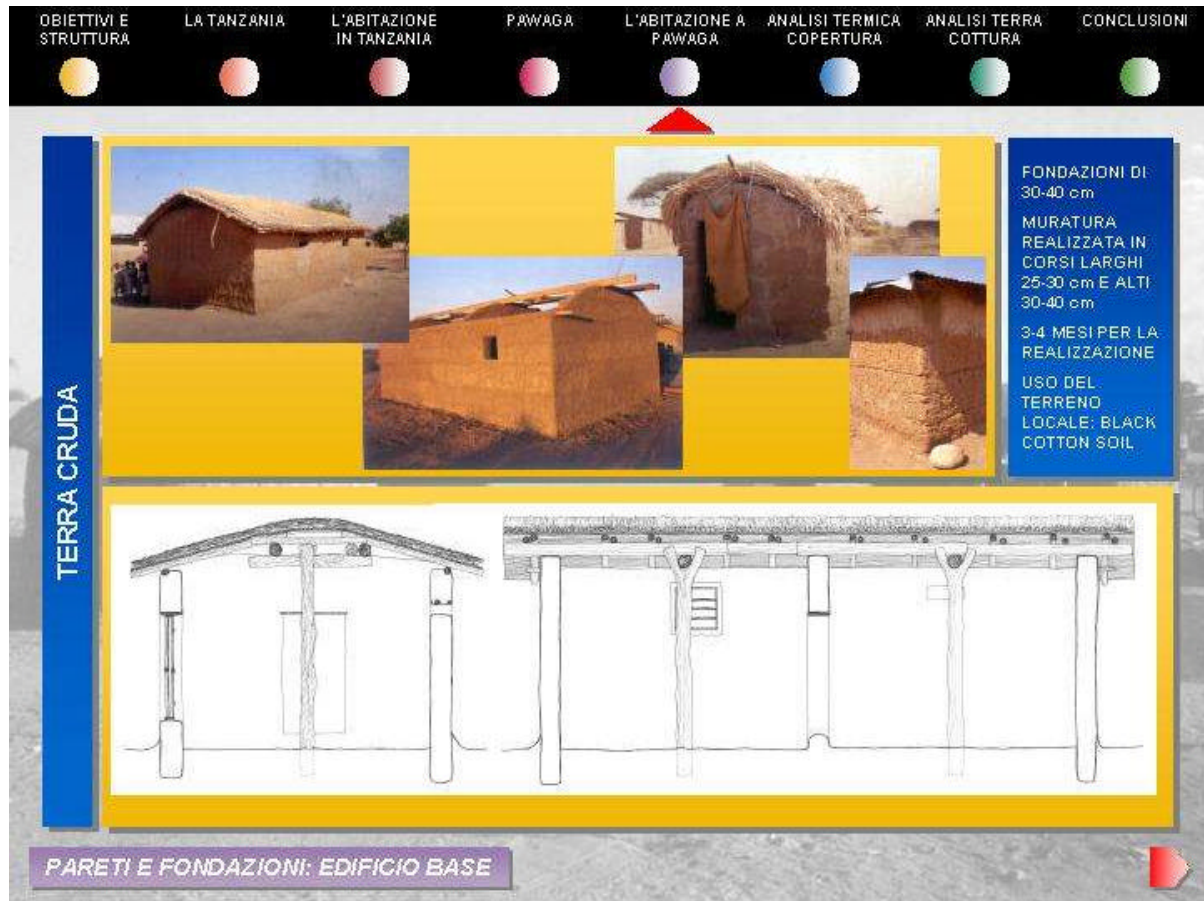 OBIETTIVI E
STRUTTURA
LA TANZANIA
L'ABITAZIONE
IN TANZANIA
PAWAGA
L'ABITAZIONE A
PAWAGA
ANALISI TERMICA
COPERTURA
ANALISI TERRA
COTTURA
CONCLUSIONI
TERRA CRUDA
FONDAZIONI DI
30-40 cm
MURATURA
REALIZZATA IN
CORSI LARGHI
25-30 cm E ALTI
30-40 cm
3-4 MESI PER LA
REALIZZAZIONE
USO DEL
TERRENO
LOCALE: BLACK
COTTON SOIL
PARETI E FONDAZIONI: EDIFICIO BASE